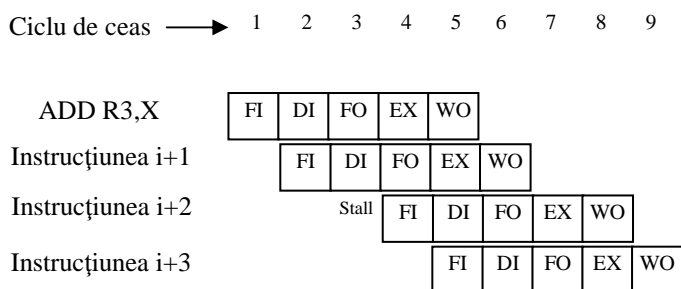 Ciclu de ceas 1 2 3 4 5 6 7 8 9
ADD R3,X FI DI FO EX WO
Instrucţiunea i+1 FI DI FO EX WO
Instrucţiunea i+2 Stall FI DI FO EX WO
Instrucţiunea i+3 FI DI FO EX WO